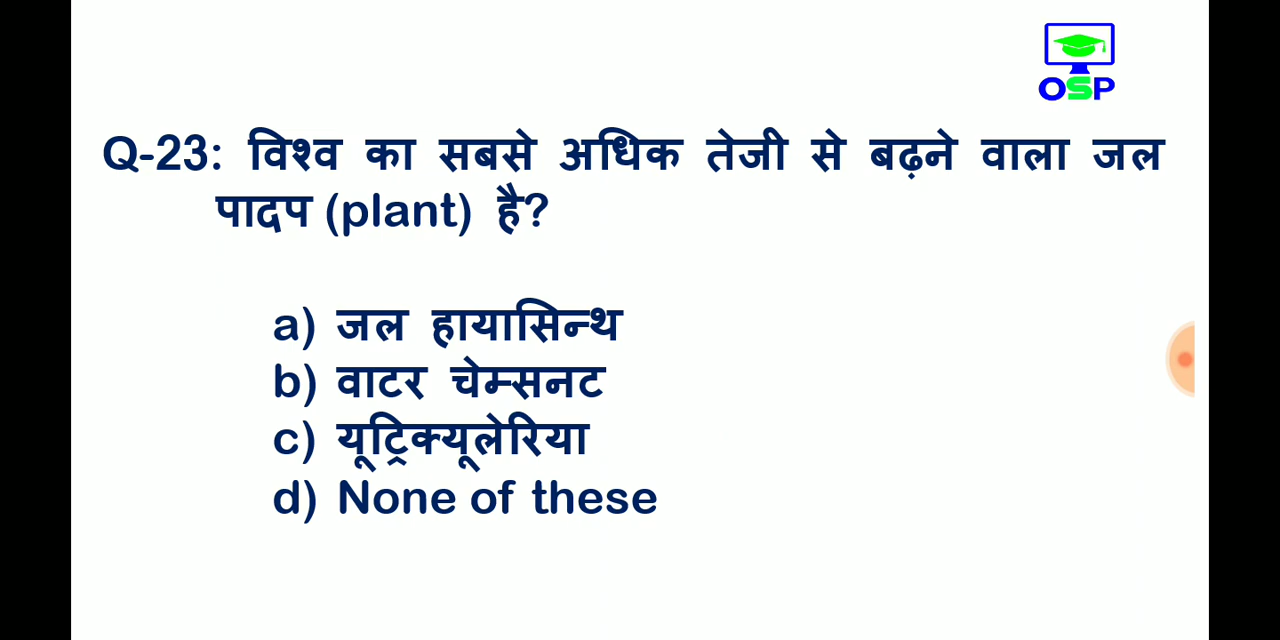 OSP
Q-23: विश्व का सबसे अधिक तेजी से बढ़ने वाला जल
पादप (plant) है?
a) जल हायासिन्थ
b) वाटर चेम्सनट
c) यूट्रिक्यूलेरिया
d) None of these